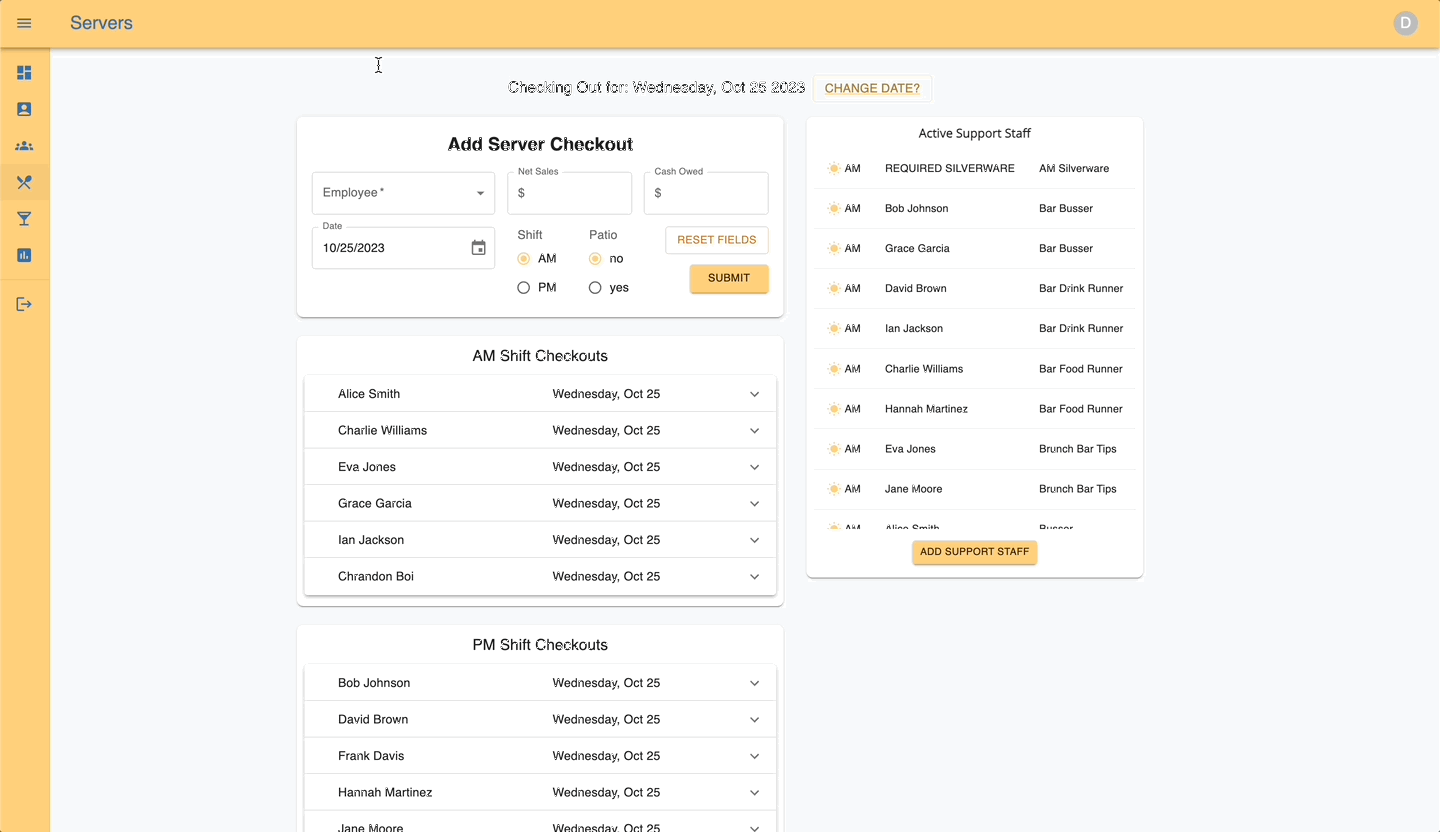 Servers
D
Checking Out for: Wednesday, Oct 25 2023 CHANGE DATE?
Add Server Checkout
Employee *
Net Sales
$
Cash Owed
$
Date
10/25/2023
Shift
AM
PM
Patio
no
yes
RESET FIELDS
SUBMIT
AM Shift Checkouts
Alice Smith Wednesday, Oct 25
Charlie Williams Wednesday, Oct 25
Eva Jones Wednesday, Oct 25
Grace Garcia Wednesday, Oct 25
Ian Jackson Wednesday, Oct 25
Chrandon Boi Wednesday, Oct 25
PM Shift Checkouts
Bob Johnson Wednesday, Oct 25
David Brown Wednesday, Oct 25
Frank Davis Wednesday, Oct 25
Hannah Martinez Wednesday, Oct 25
Jane Moore Wednesday, Oct 25
Active Support Staff
AM REQUIRED SILVERWARE AM Silverware
AM Bob Johnson Bar Busser
AM Grace Garcia Bar Busser
AM David Brown Bar Drink Runner
AM Ian Jackson Bar Drink Runner
AM Charlie Williams Bar Food Runner
AM Hannah Martinez Bar Food Runner
AM Eva Jones Brunch Bar Tips
AM Jane Moore Brunch Bar Tips
AM Alice Smith Busser
ADD SUPPORT STAFF